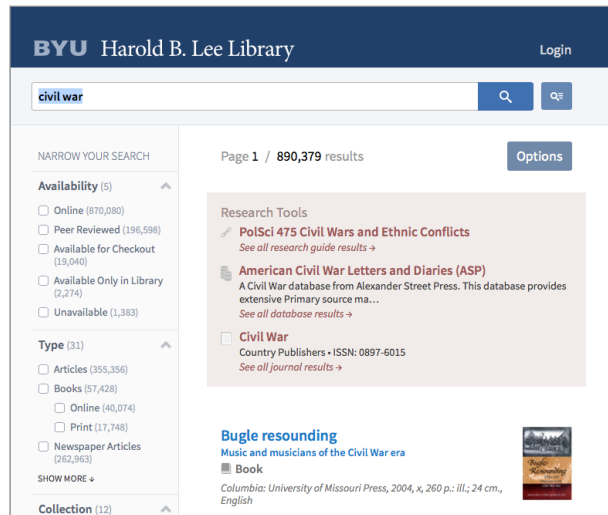 BYU Harold B. Lee Library
Login
civil war
NARROW YOUR SEARCH
Availability (5)
Online (870,080)
Peer Reviewed (196,598)
Available for Checkout
(19,040)
Available Only in Library
(2,274)
Unavailable (1,383)
Type (31)
Articles (355,356)
Books (57,428)
Online (40,074)
Print (17,748)
Newspaper Articles
(262,963)
SHOW MORE ↓
Collection (12)
Page 1 / 890,379 results
Options
Research Tools
PolSci 475 Civil Wars and Ethnic Conflicts
See all research guide results →
American Civil War Letters and Diaries (ASP)
A Civil War database from Alexander Street Press. This database provides
extensive Primary source ma...
See all database results →
Civil War
Country Publishers • ISSN: 0897-6015
See all journal results →
Bugle resounding
Music and musicians of the Civil War era
Book
Columbia: University of Missouri Press, 2004, x, 260 p.: ill.; 24 cm.,
English
Bugle
Resounding